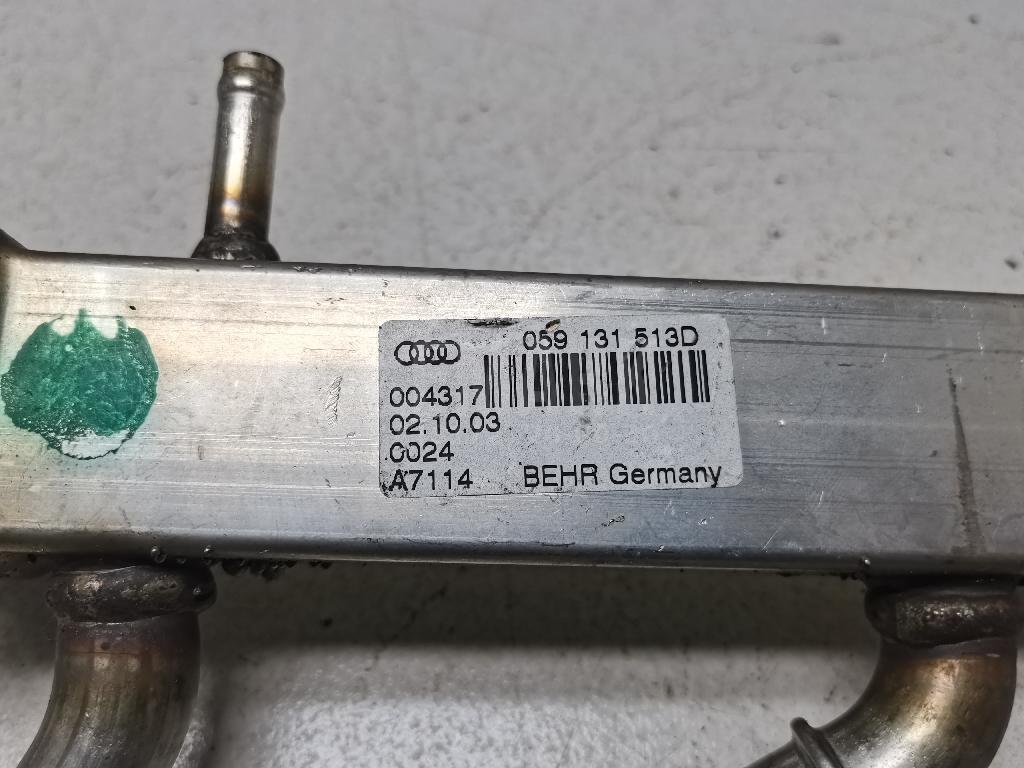 059 131 513D
004317
02.10.03
0024
A7114 BEHR Germany